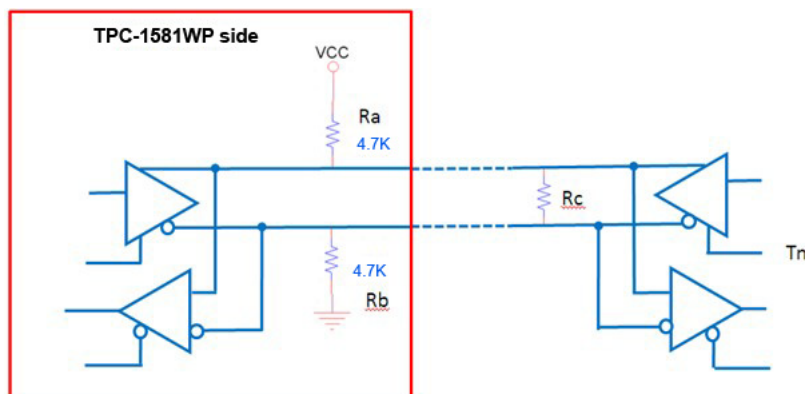 TPC-1581WP side
VCC
Ra
4.7K
Rc
Tn
4.7K
Rb